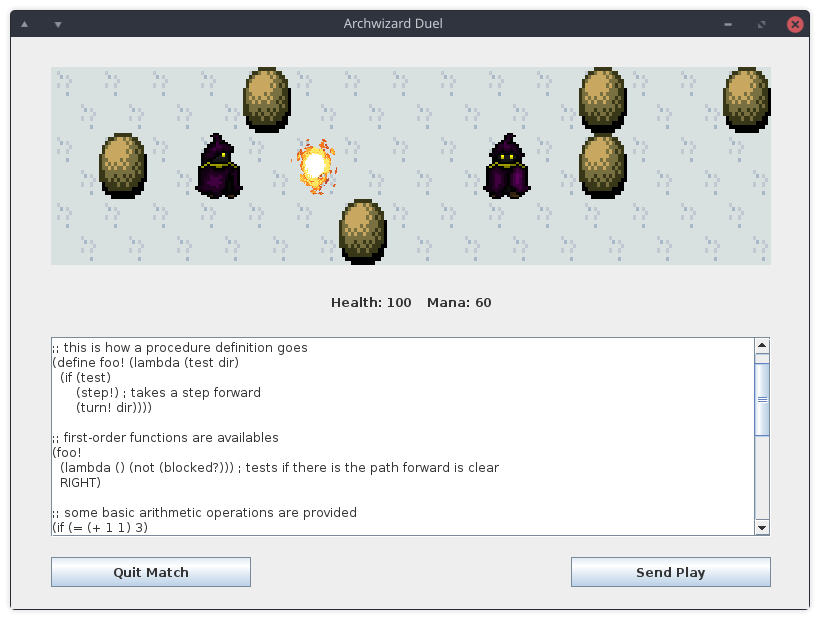 Archwizard Duel
Health: 100 Mana: 60
;; this is how a procedure definition goes
(define foo! (lambda (test dir)
(if (test)
(step!) ; takes a step forward
(turn! dir))))
;; first-order functions are availables
(foo!
(lambda () (not (blocked?))) ; tests if there is the path forward is clear
RIGHT)
;; some basic arithmetic operations are provided
(if (= (+ 1 1) 3)
Quit Match
Send Play